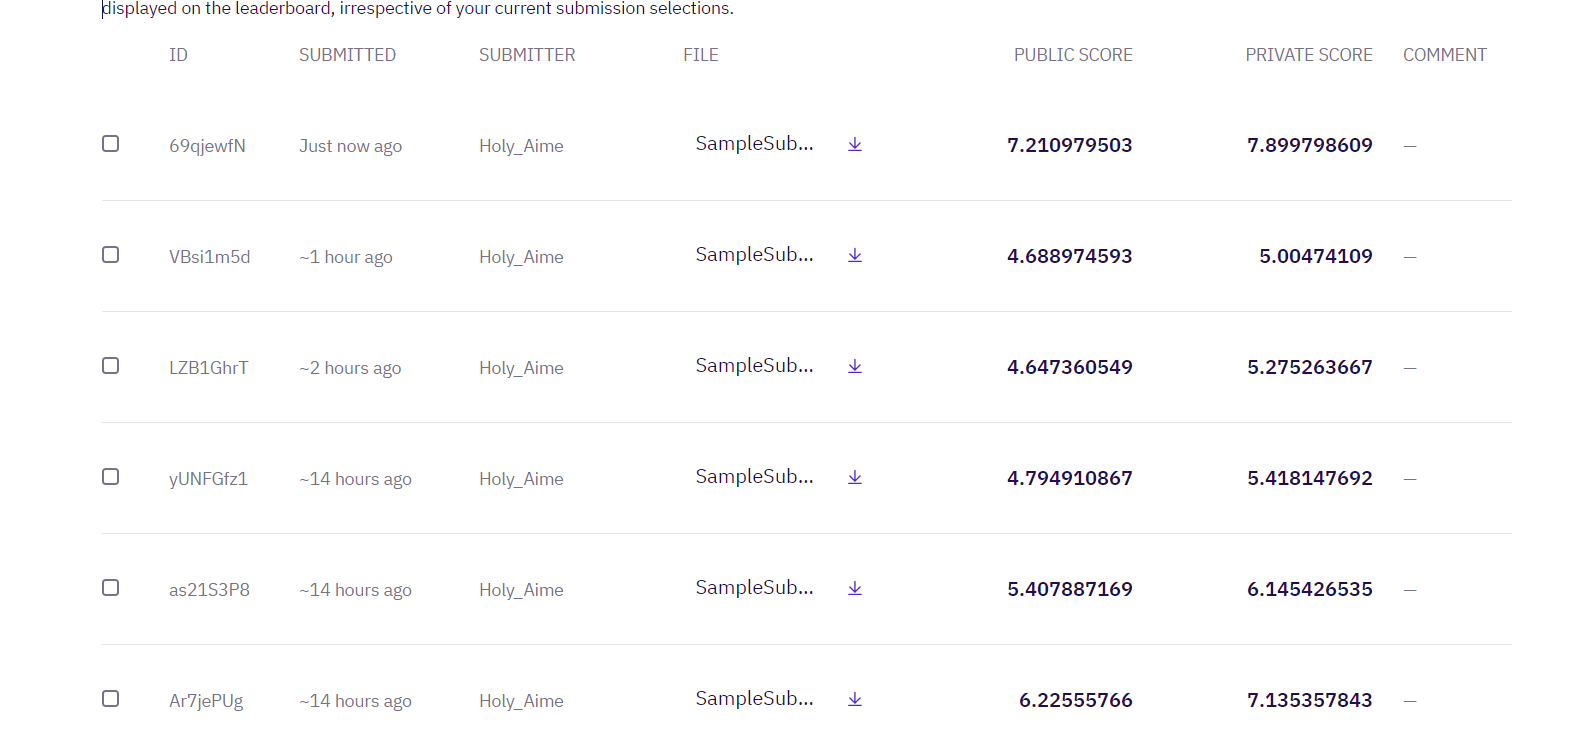 displayed on the leaderboard, irrespective of your current submission selections.
ID SUBMITTED SUBMITTER FILE PUBLIC SCORE PRIVATE SCORE COMMENT
69qjewfN Just now ago Holy_Aime SampleSub... 7.210979503 7.899798609 —
VBsi1m5d ~1 hour ago Holy_Aime SampleSub... 4.688974593 5.00474109 —
LZB1GhrT ~2 hours ago Holy_Aime SampleSub... 4.647360549 5.275263667 —
yUNFGfz1 ~14 hours ago Holy_Aime SampleSub... 4.794910867 5.418147692 —
as21S3P8 ~14 hours ago Holy_Aime SampleSub... 5.407887169 6.145426535 —
Ar7jePUg ~14 hours ago Holy_Aime SampleSub... 6.22555766 7.135357843 —